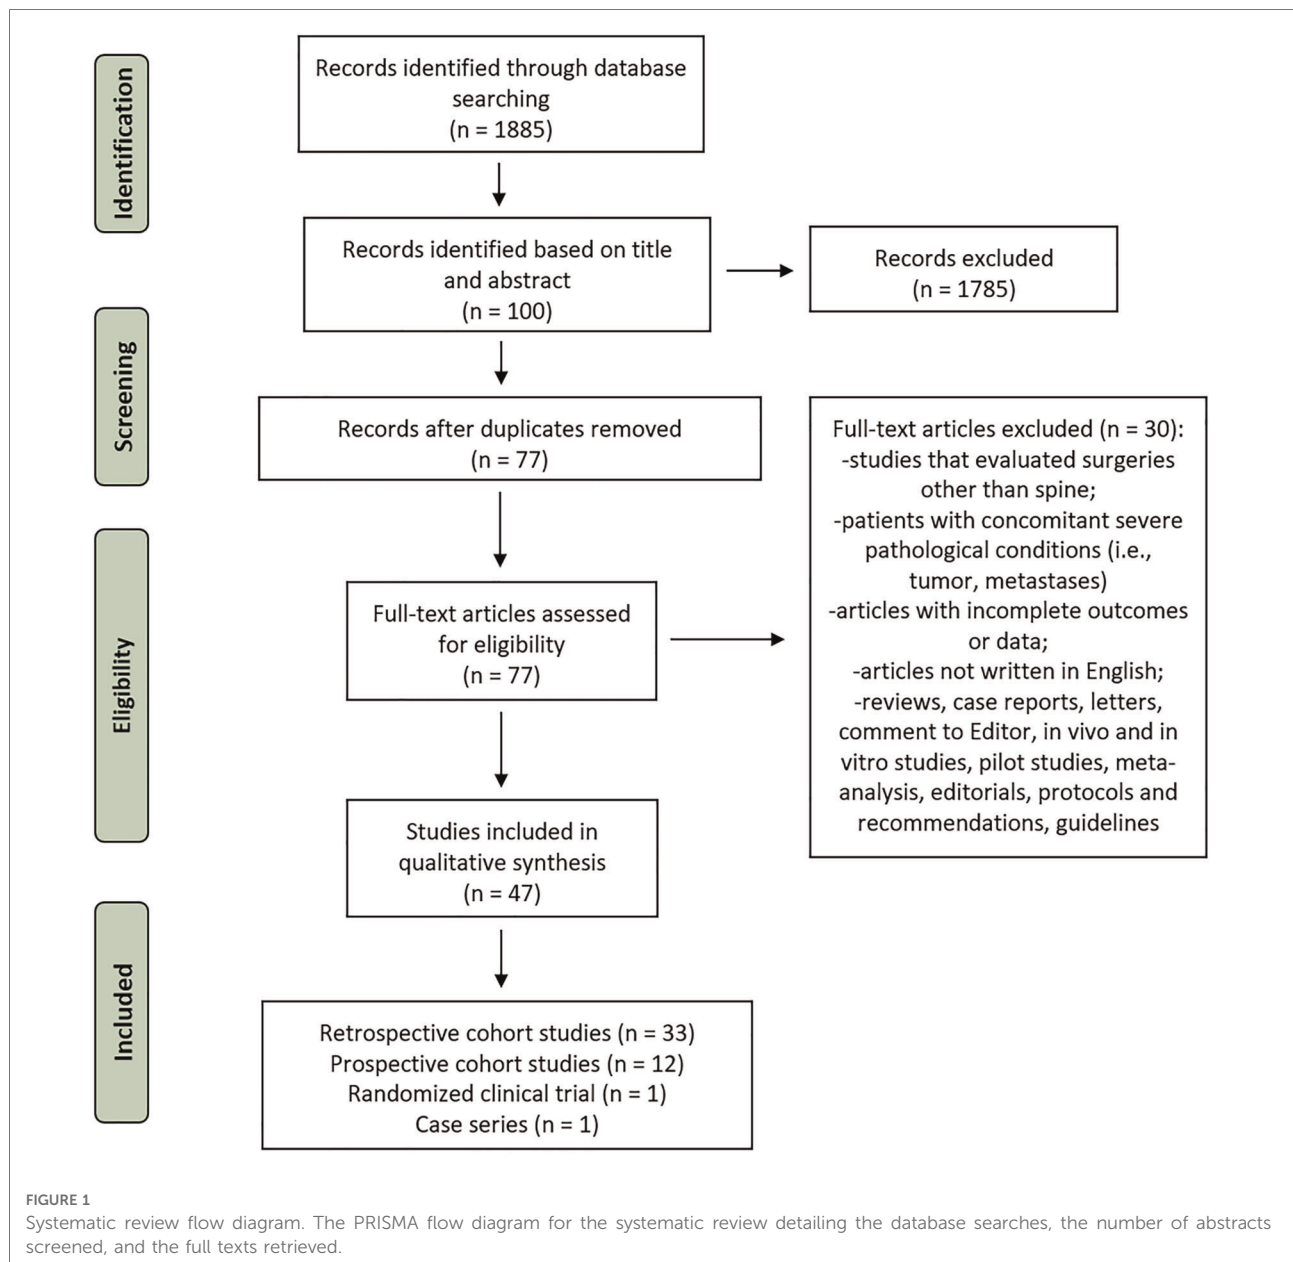 Identification
Records identified through database
searching
(n = 1885)
Records identified based on title
and abstract
(n = 100)
Records excluded
(n = 1785)
Screening
Records after duplicates removed
(n = 77)
Full-text articles excluded (n = 30):
-studies that evaluated surgeries
other than spine;
-patients with concomitant severe
pathological conditions (i.e.,
tumor, metastases)
-articles with incomplete outcomes
or data;
-articles not written in English;
-reviews, case reports, letters,
comment to Editor, in vivo and in
vitro studies, pilot studies, meta-
analysis, editorials, protocols and
recommendations, guidelines
Eligibility
Full-text articles assessed
for eligibility
(n = 77)
Studies included in
qualitative synthesis
(n = 47)
Included
Retrospective cohort studies (n = 33)
Prospective cohort studies (n = 12)
Randomized clinical trial (n = 1)
Case series (n = 1)
FIGURE 1
Systematic review flow diagram. The PRISMA flow diagram for the systematic review detailing the database searches, the number of abstracts
screened, and the full texts retrieved.